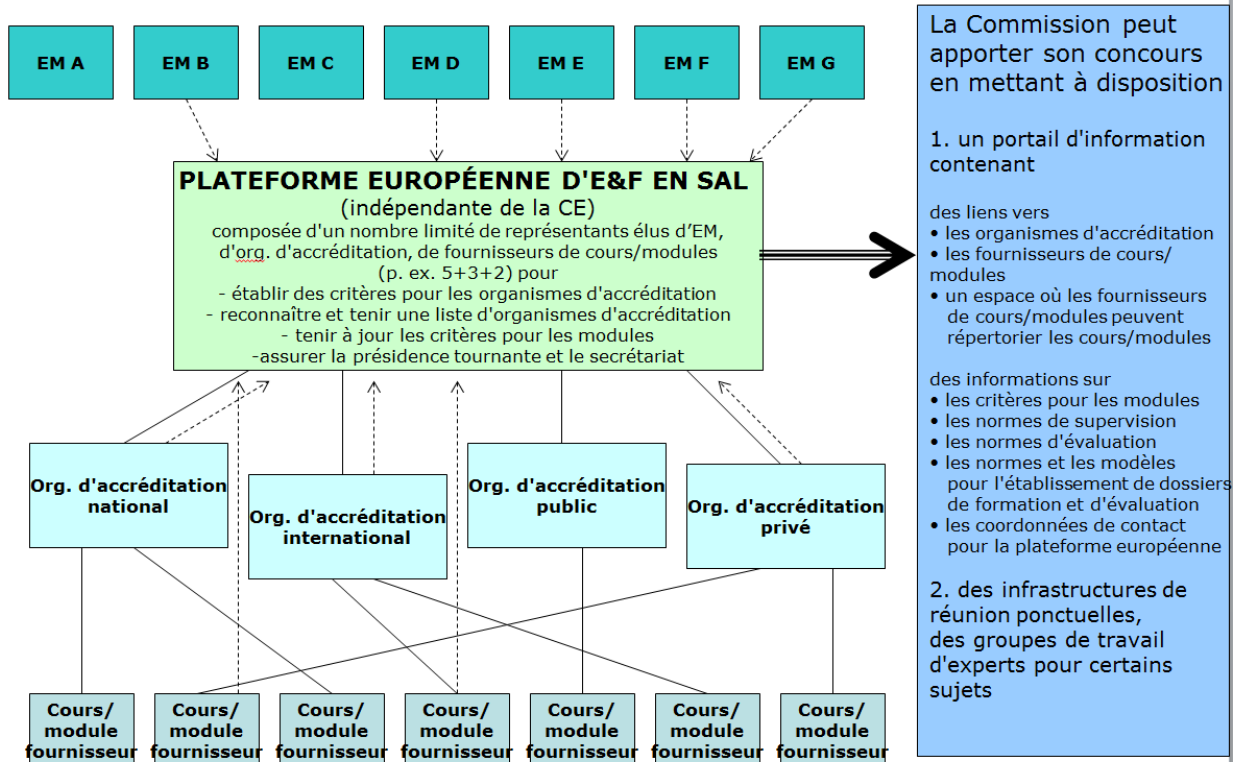 EM A
EM B
EM C
EM D
EM E
EM F
EM G
PLATEFORME EUROPÉENNE D'E&F EN SAL
(indépendante de la CE)
composée d'un nombre limité de représentants élus d’EM,
d'org. d'accréditation, de fournisseurs de cours/modules
(p. ex. 5+3+2) pour
- établir des critères pour les organismes d'accréditation
- reconnaître et tenir une liste d'organismes d'accréditation
- tenir à jour les critères pour les modules
-assurer la présidence tournante et le secrétariat
Org. d'accréditation
national
Org. d'accréditation
international
Org. d'accréditation
public
Org. d'accréditation
privé
Cours/
module
fournisseur
Cours/
module
fournisseur
Cours/
module
fournisseur
Cours/
module
fournisseur
Cours/
module
fournisseur
Cours/
module
fournisseur
Cours/
module
fournisseur
La Commission peut
apporter son concours
en mettant à disposition
1. un portail d'information
contenant
des liens vers
• les organismes d'accréditation
• les fournisseurs de cours/
modules
• un espace où les fournisseurs
de cours/modules peuvent
répertorier les cours/modules
des informations sur
• les critères pour les modules
• les normes de supervision
• les normes d'évaluation
• les normes et les modèles
pour l'établissement de dossiers
de formation et d'évaluation
• les coordonnées de contact
pour la plateforme européenne
2. des infrastructures de
réunion ponctuelles,
des groupes de travail
d'experts pour certains
sujets